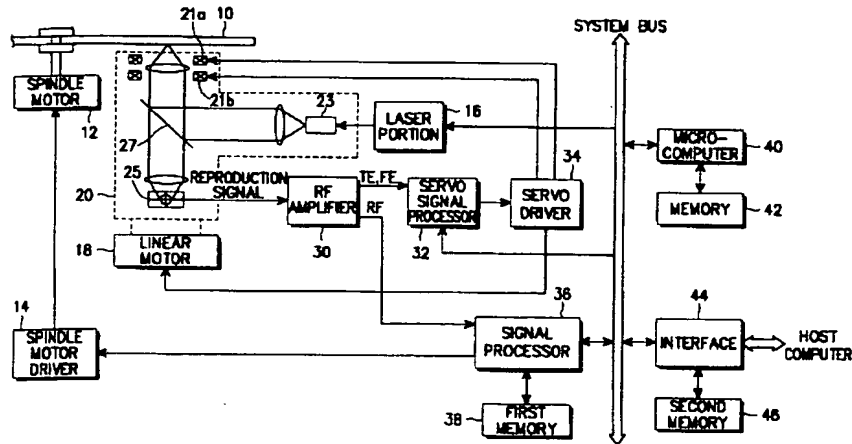 21a
10
SYSTEM BUS
SPINDLE
MOTOR
12
21b
23
LASER
PORTION
16
27
MICRO-
COMPUTER
40
34
25
REPRODUCTION
SIGNAL
20
RF
AMPLIFIER
30
TE,FE
RF
SERVO
SIGNAL
PROCESSOR
32
SERVO
DRIVER
MEMORY
42
18
LINEAR
MOTOR
36
44
14
SPINDLE
MOTOR
DRIVER
SIGNAL
PROCESSOR
INTERFACE
HOST
COMPUTER
38
FIRST
MEMORY
SECOND
MEMORY
46